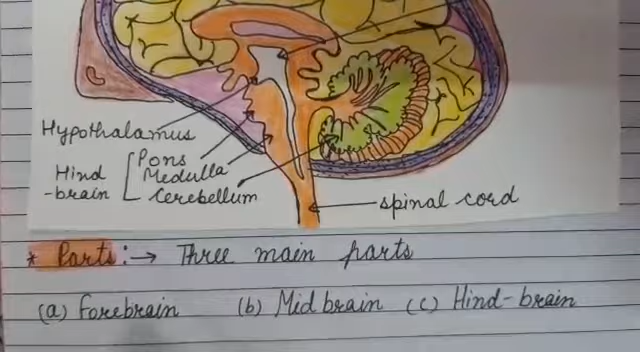 Hypothalamus
Hind
-brain
Pons
Medulla
Cerebellum
spinal cord
* Parts :→ Three main parts
(a) Forebrain (b) Mid brain (c) Hind-brain